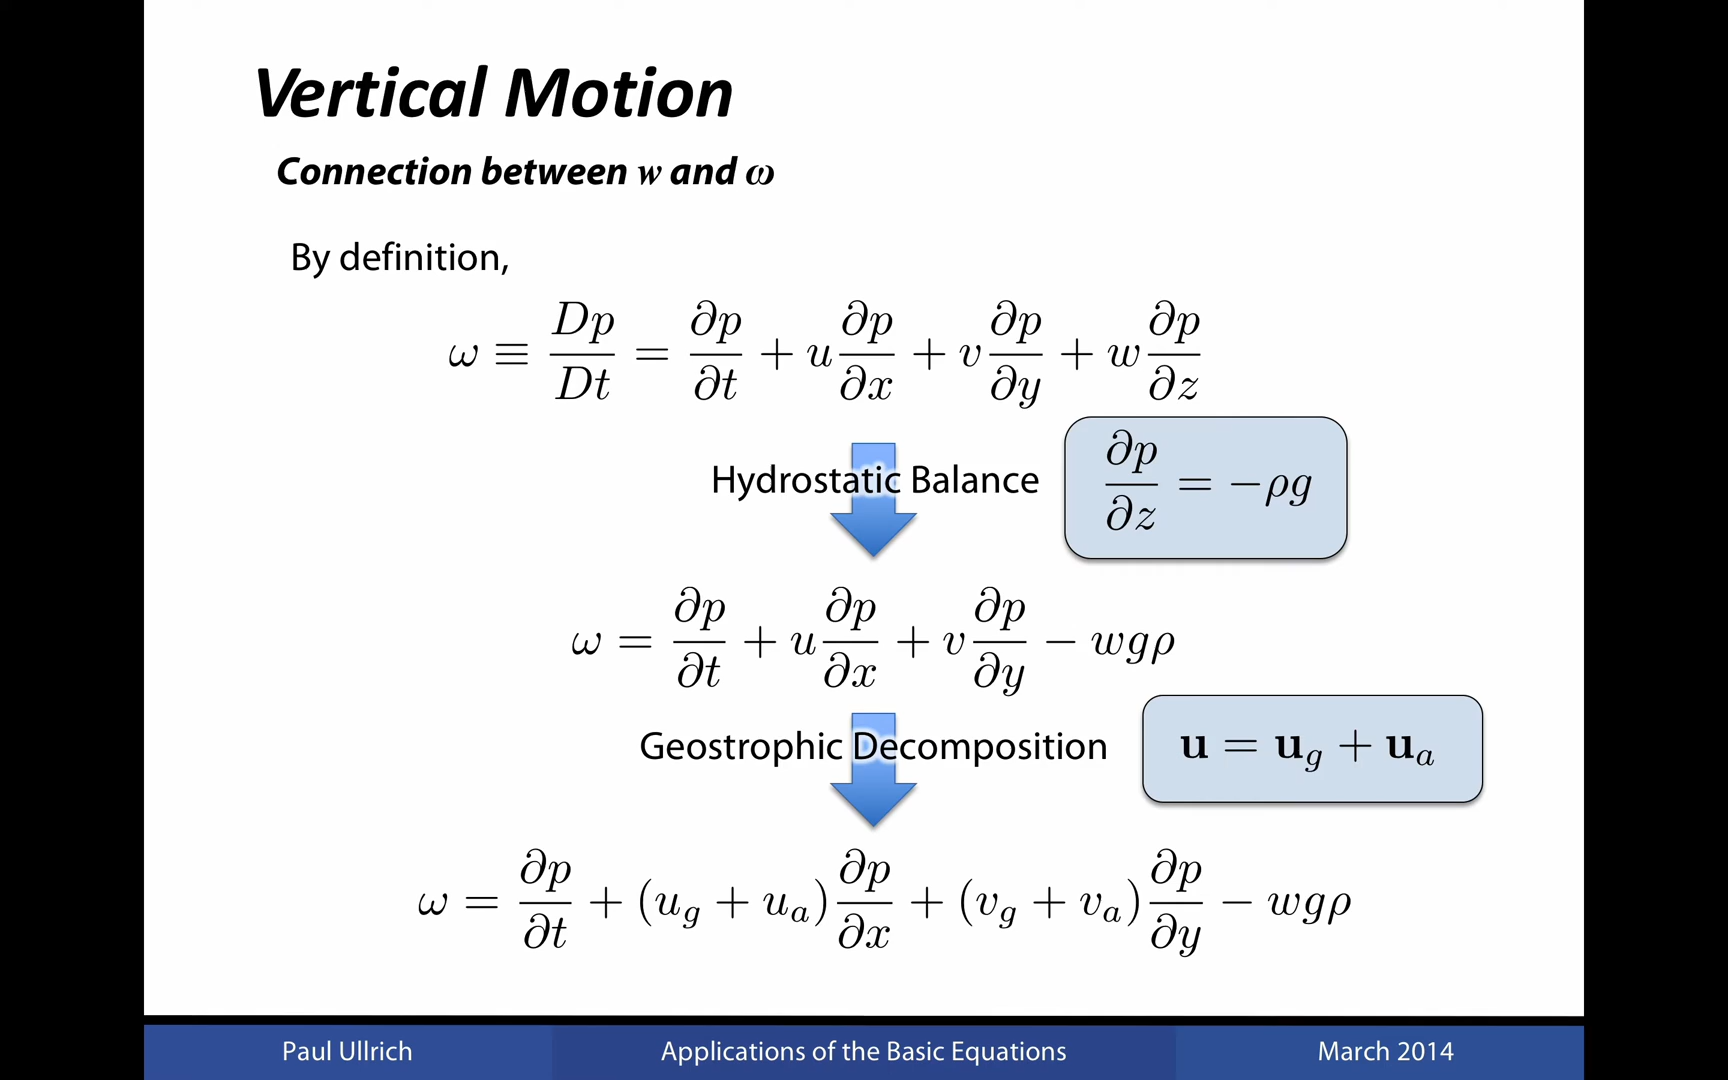 Vertical Motion
Connection between w and ω
By definition,
ω ≡ Dp/Dt = ∂p/∂t + u ∂p/∂x + v ∂p/∂y + w ∂p/∂z
Hydrostatic Balance
∂p/∂z = −ρg
ω = ∂p/∂t + u ∂p/∂x + v ∂p/∂y − wgρ
Geostrophic Decomposition
𝐮 = 𝐮_g + 𝐮_a
ω = ∂p/∂t + (u_g + u_a) ∂p/∂x + (v_g + v_a) ∂p/∂y − wgρ
Paul Ullrich
Applications of the Basic Equations
March 2014